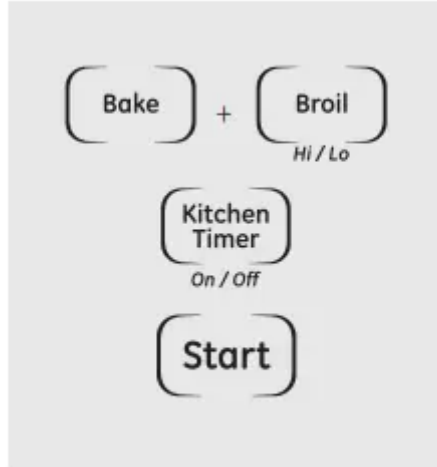 Bake + Broil
Hi / Lo
Kitchen
Timer
On / Off
Start